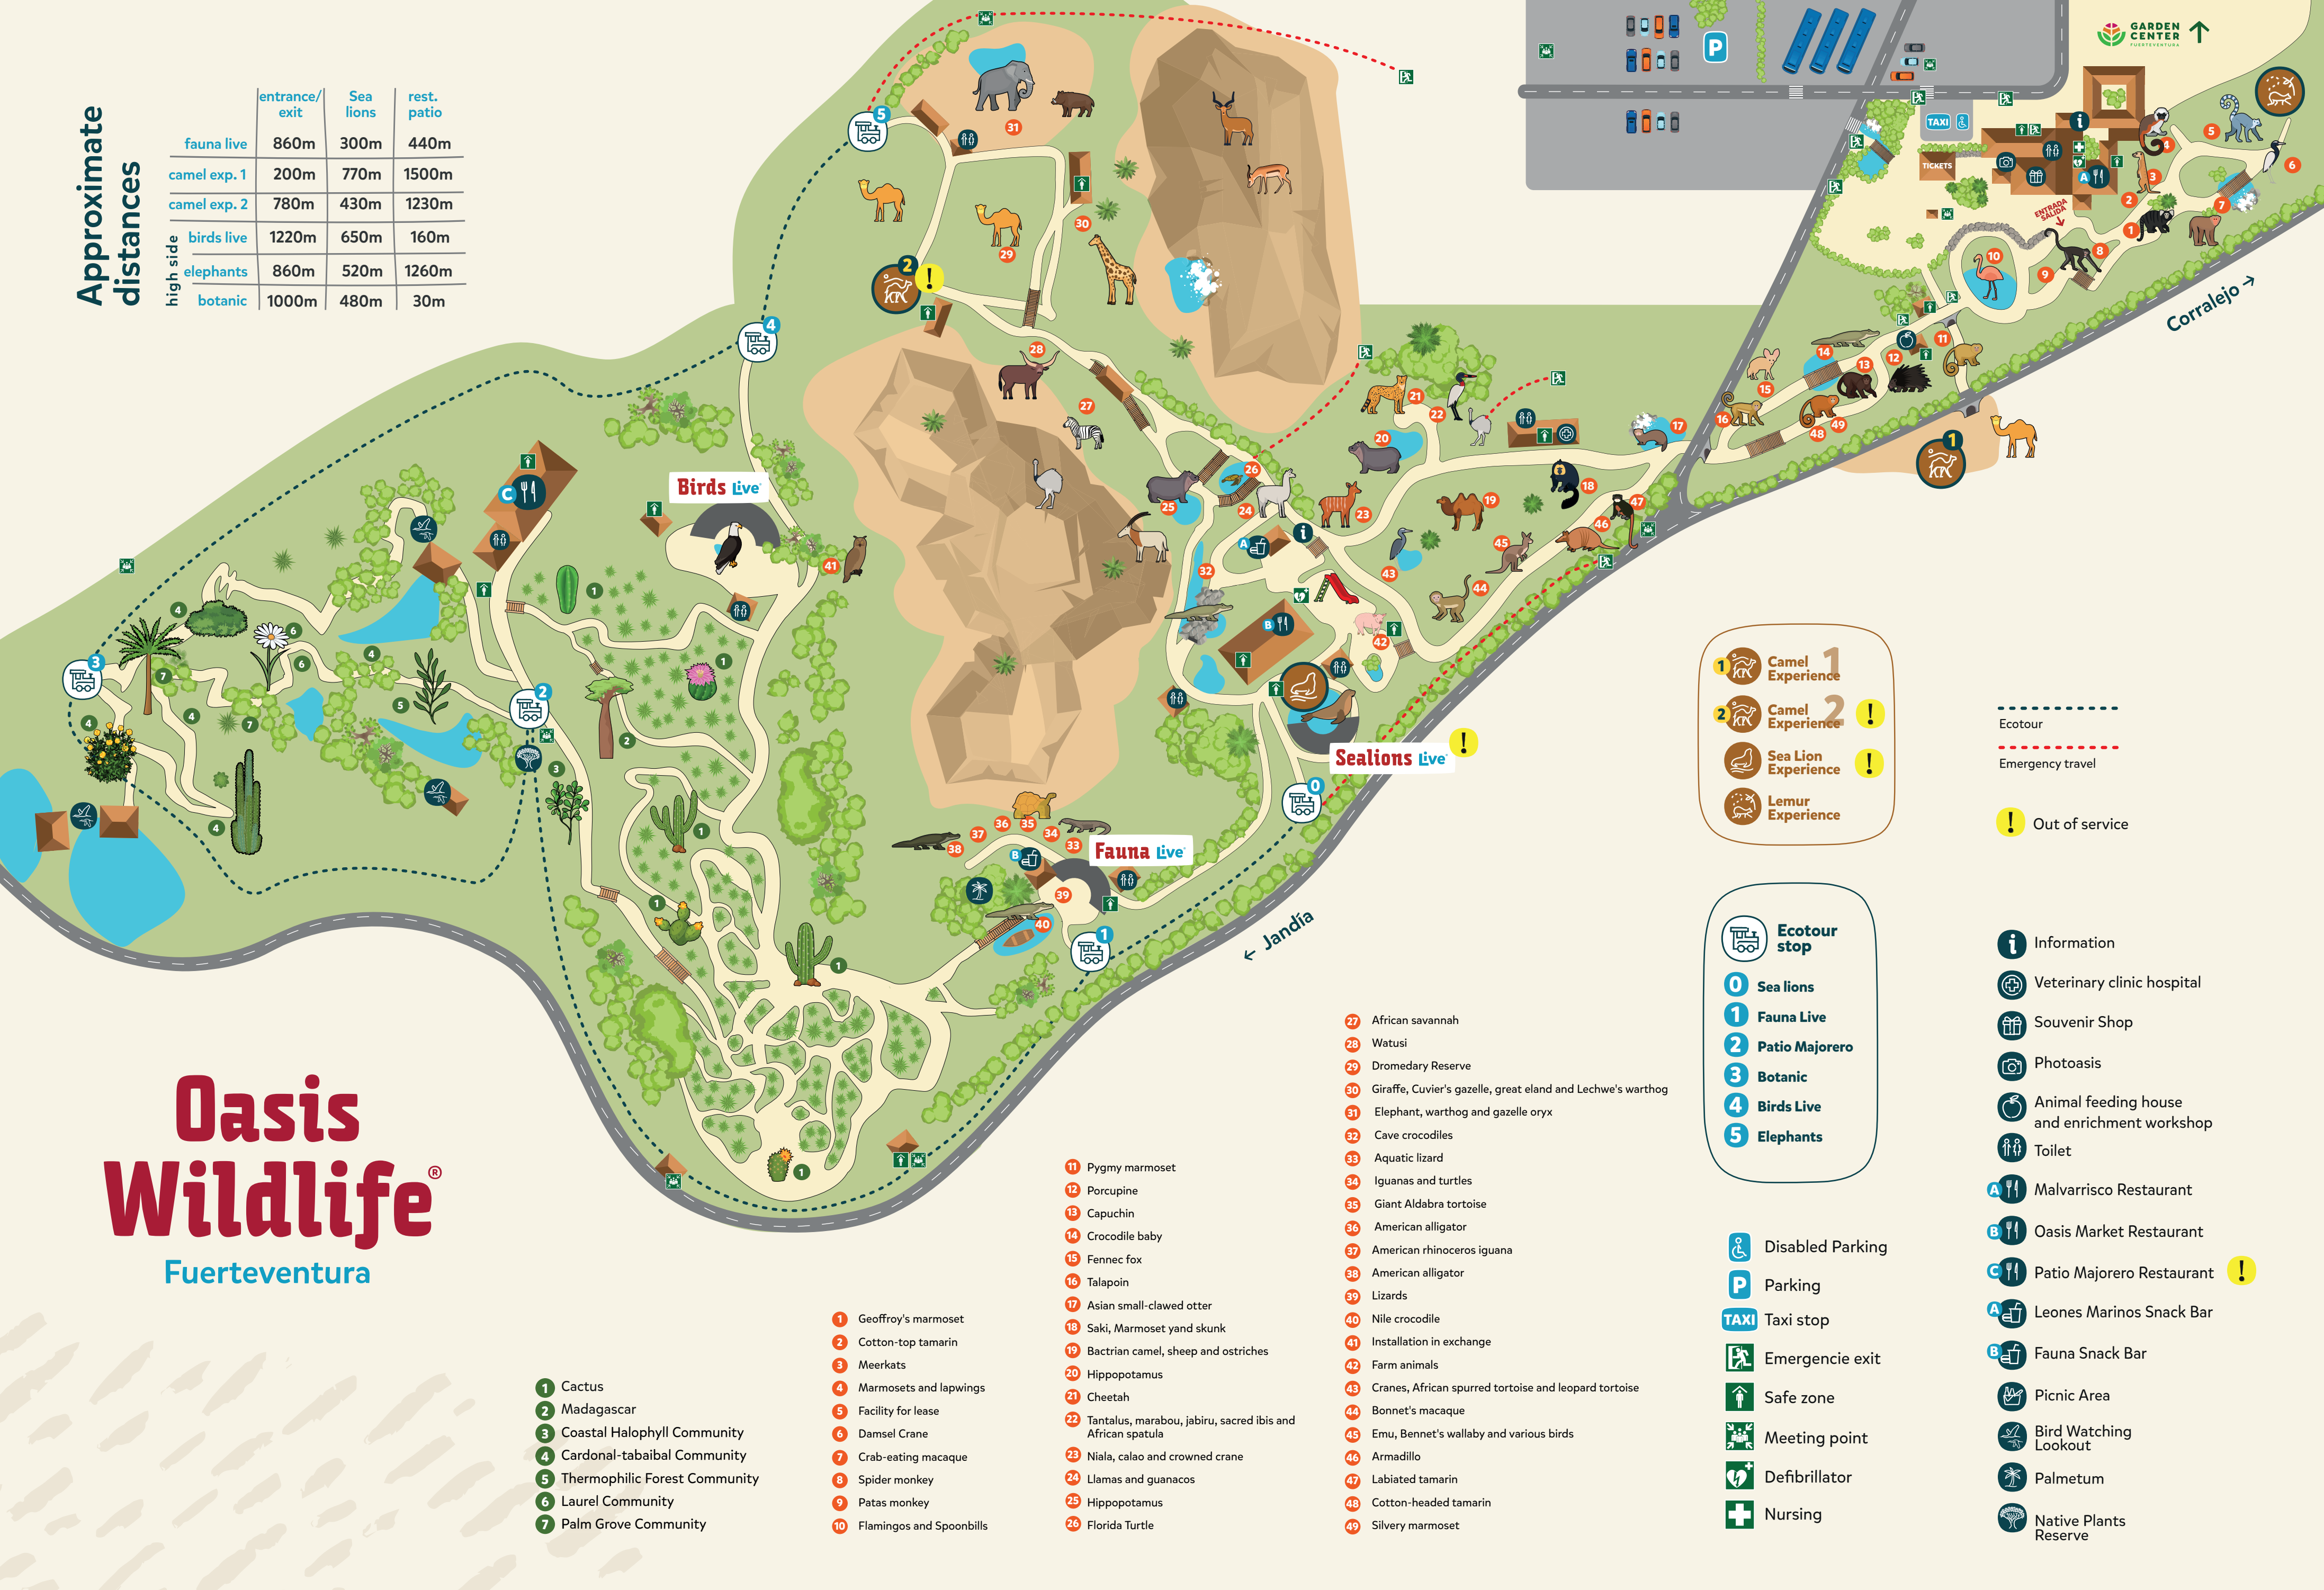 Approximate
distances
entrance/
exit
Sea
lions
rest.
patio
fauna live 860m 300m 440m
camel exp. 1 200m 770m 1500m
camel exp. 2 780m 430m 1230m
high side
birds live 1220m 650m 160m
elephants 860m 520m 1260m
botanic 1000m 480m 30m
GARDEN
CENTER
FUERTEVENTURA
P
TAXI
TICKETS
ENTRADA
SALIDA
Corralejo →
← Jandía
Birds Live
Sealions Live
Fauna Live
Camel
Experience 1
Camel
Experience 2
Sea Lion
Experience
Lemur
Experience
Ecotour
Emergency travel
! Out of service
Ecotour
stop
0 Sea lions
1 Fauna Live
2 Patio Majorero
3 Botanic
4 Birds Live
5 Elephants
Disabled Parking
P Parking
TAXI Taxi stop
Emergencie exit
Safe zone
Meeting point
Defibrillator
Nursing
i Information
Veterinary clinic hospital
Souvenir Shop
Photoasis
Animal feeding house
and enrichment workshop
Toilet
A Malvarrisco Restaurant
B Oasis Market Restaurant
C Patio Majorero Restaurant !
A Leones Marinos Snack Bar
B Fauna Snack Bar
Picnic Area
Bird Watching
Lookout
Palmetum
Native Plants
Reserve
Oasis
Wildlife®
Fuerteventura
1 Cactus
2 Madagascar
3 Coastal Halophyll Community
4 Cardonal-tabaibal Community
5 Thermophilic Forest Community
6 Laurel Community
7 Palm Grove Community
1 Geoffroy's marmoset
2 Cotton-top tamarin
3 Meerkats
4 Marmosets and lapwings
5 Facility for lease
6 Damsel Crane
7 Crab-eating macaque
8 Spider monkey
9 Patas monkey
10 Flamingos and Spoonbills
11 Pygmy marmoset
12 Porcupine
13 Capuchin
14 Crocodile baby
15 Fennec fox
16 Talapoin
17 Asian small-clawed otter
18 Saki, Marmoset yand skunk
19 Bactrian camel, sheep and ostriches
20 Hippopotamus
21 Cheetah
22 Tantalus, marabou, jabiru, sacred ibis and
African spatula
23 Niala, calao and crowned crane
24 Llamas and guanacos
25 Hippopotamus
26 Florida Turtle
27 African savannah
28 Watusi
29 Dromedary Reserve
30 Giraffe, Cuvier's gazelle, great eland and Lechwe's warthog
31 Elephant, warthog and gazelle oryx
32 Cave crocodiles
33 Aquatic lizard
34 Iguanas and turtles
35 Giant Aldabra tortoise
36 American alligator
37 American rhinoceros iguana
38 American alligator
39 Lizards
40 Nile crocodile
41 Installation in exchange
42 Farm animals
43 Cranes, African spurred tortoise and leopard tortoise
44 Bonnet's macaque
45 Emu, Bennet's wallaby and various birds
46 Armadillo
47 Labiated tamarin
48 Cotton-headed tamarin
49 Silvery marmoset